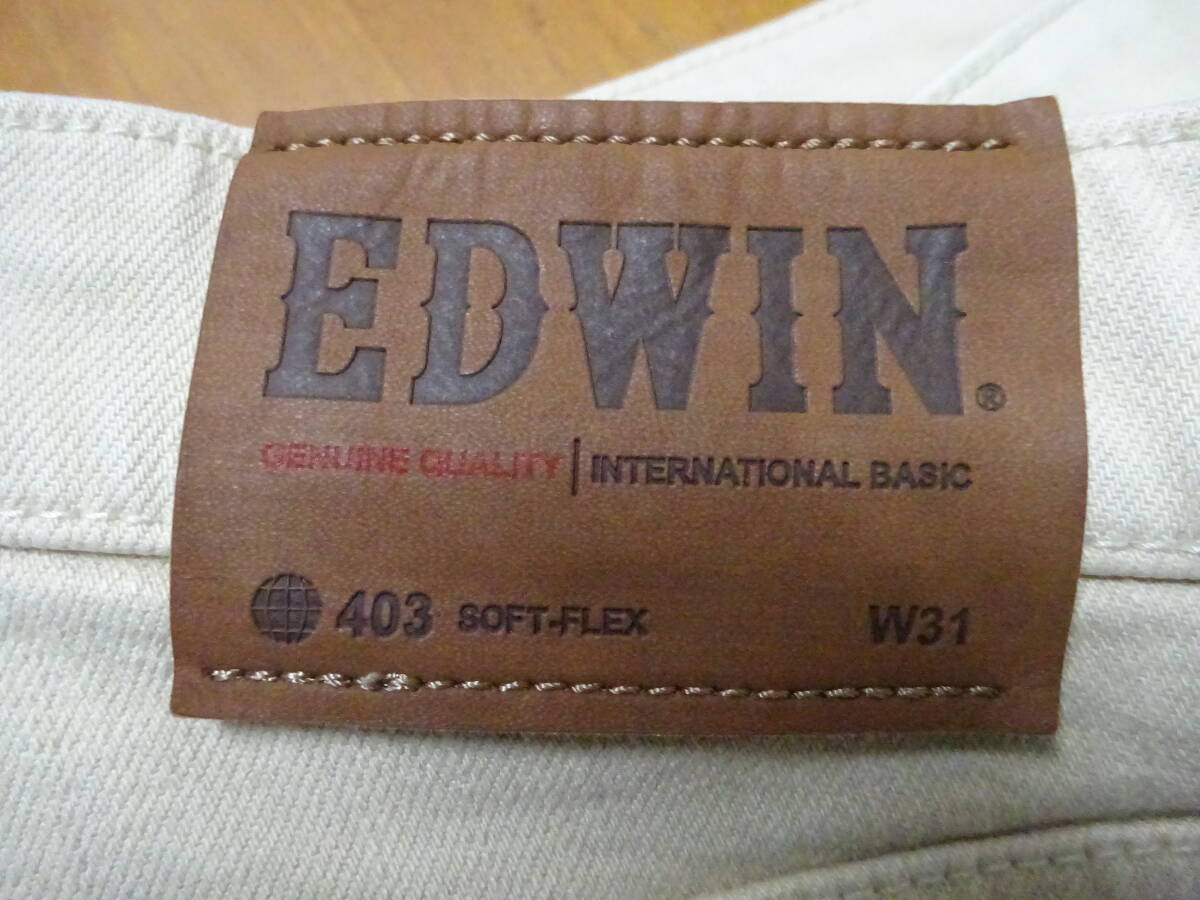 EDWIN®
GENUINE QUALITY | INTERNATIONAL BASIC
403 SOFT-FLEX W31